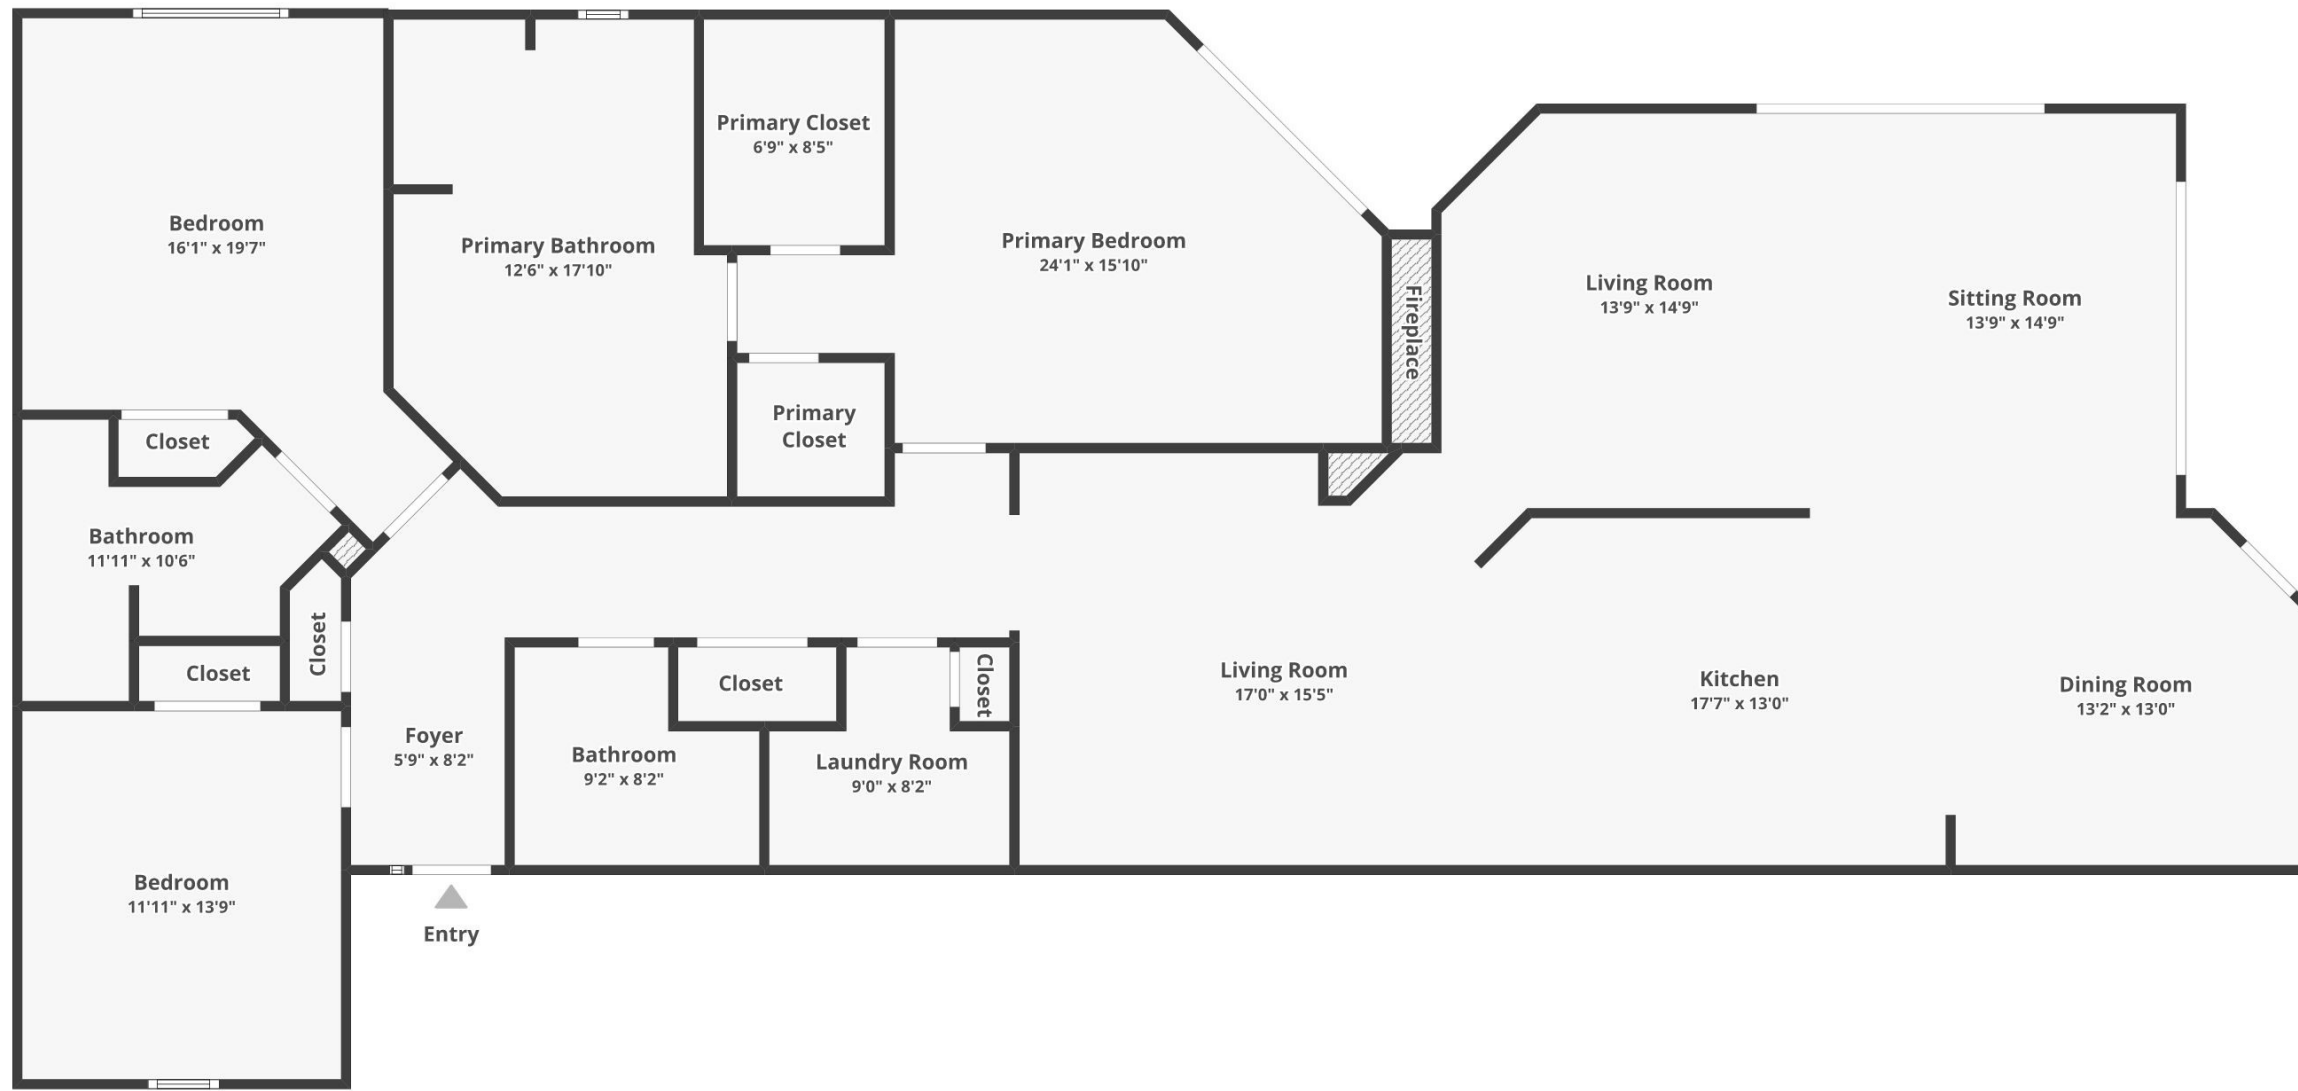 Bedroom
16'1" x 19'7"
Primary Bathroom
12'6" x 17'10"
Primary Closet
6'9" x 8'5"
Primary Bedroom
24'1" x 15'10"
Fireplace
Living Room
13'9" x 14'9"
Sitting Room
13'9" x 14'9"
Closet
Primary
Closet
Bathroom
11'11" x 10'6"
Closet
Closet
Foyer
5'9" x 8'2"
Closet
Bathroom
9'2" x 8'2"
Laundry Room
9'0" x 8'2"
Closet
Living Room
17'0" x 15'5"
Kitchen
17'7" x 13'0"
Dining Room
13'2" x 13'0"
Bedroom
11'11" x 13'9"
Entry